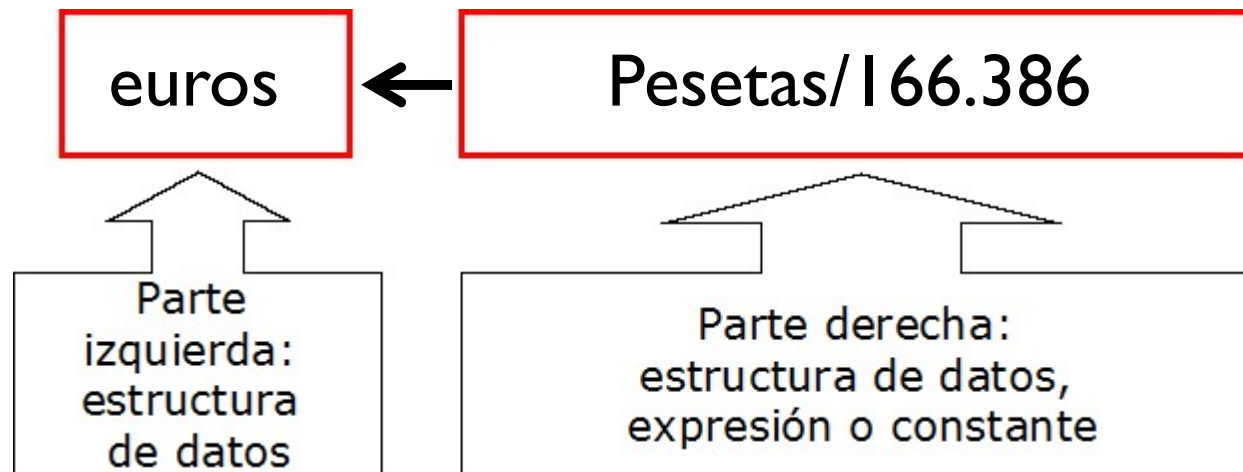 euros ← Pesetas/166.386
Parte
izquierda:
estructura
de datos
Parte derecha:
estructura de datos,
expresión o constante